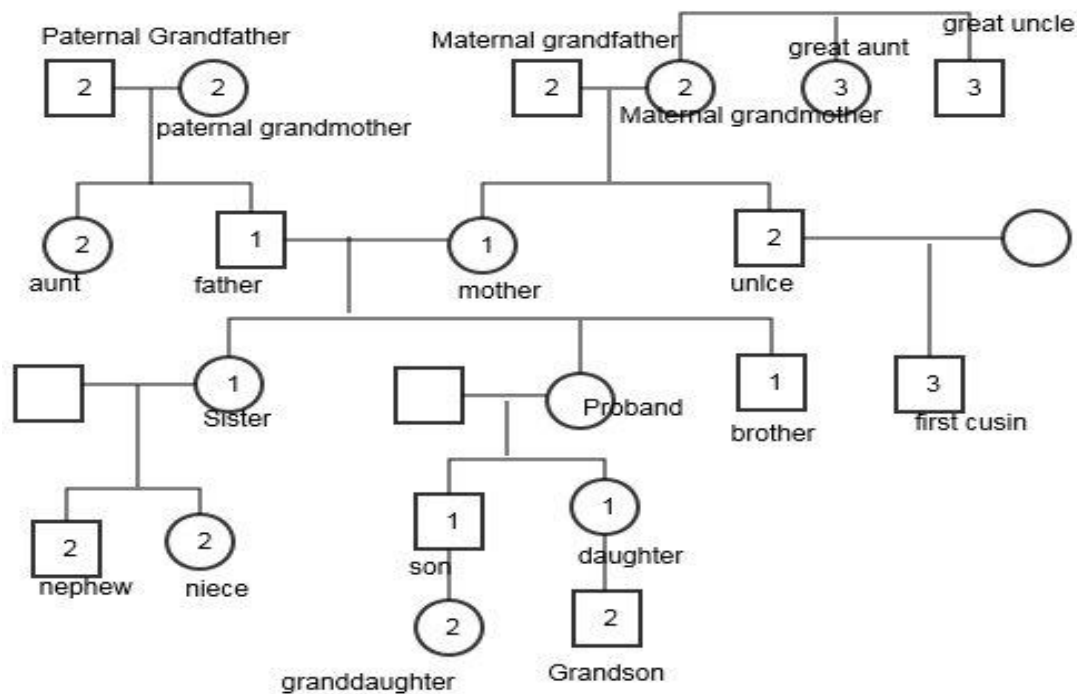 great uncle
Paternal Grandfather
Maternal grandfather
great aunt
2
2
2
2
3
3
paternal grandmother
Maternal grandmother
2
1
1
2
aunt
father
mother
unlce
1
Proband
1
3
Sister
brother
first cusin
2
2
1
1
nephew
niece
son
daughter
2
2
granddaughter
Grandson